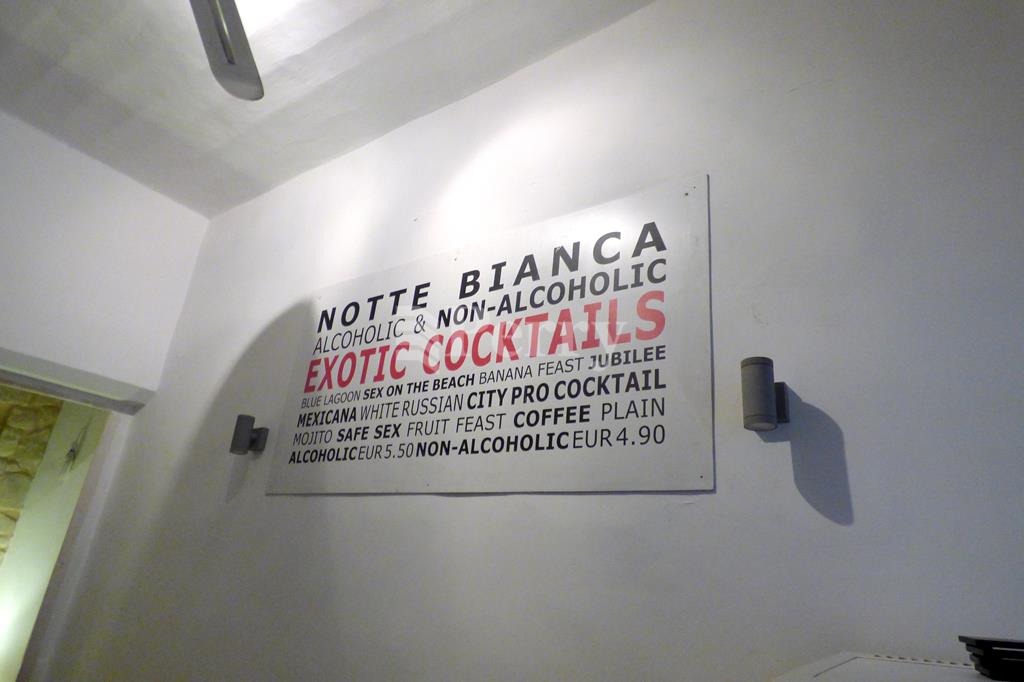 NOTTE BIANCA
ALCOHOLIC & NON-ALCOHOLIC
EXOTIC COCKTAILS
BLUE LAGOON SEX ON THE BEACH BANANA FEAST JUBILEE
MEXICANA WHITE RUSSIAN CITY PRO COCKTAIL
MOJITO SAFE SEX FRUIT FEAST COFFEE PLAIN
ALCOHOLIC EUR 5.50 NON-ALCOHOLIC EUR 4.90